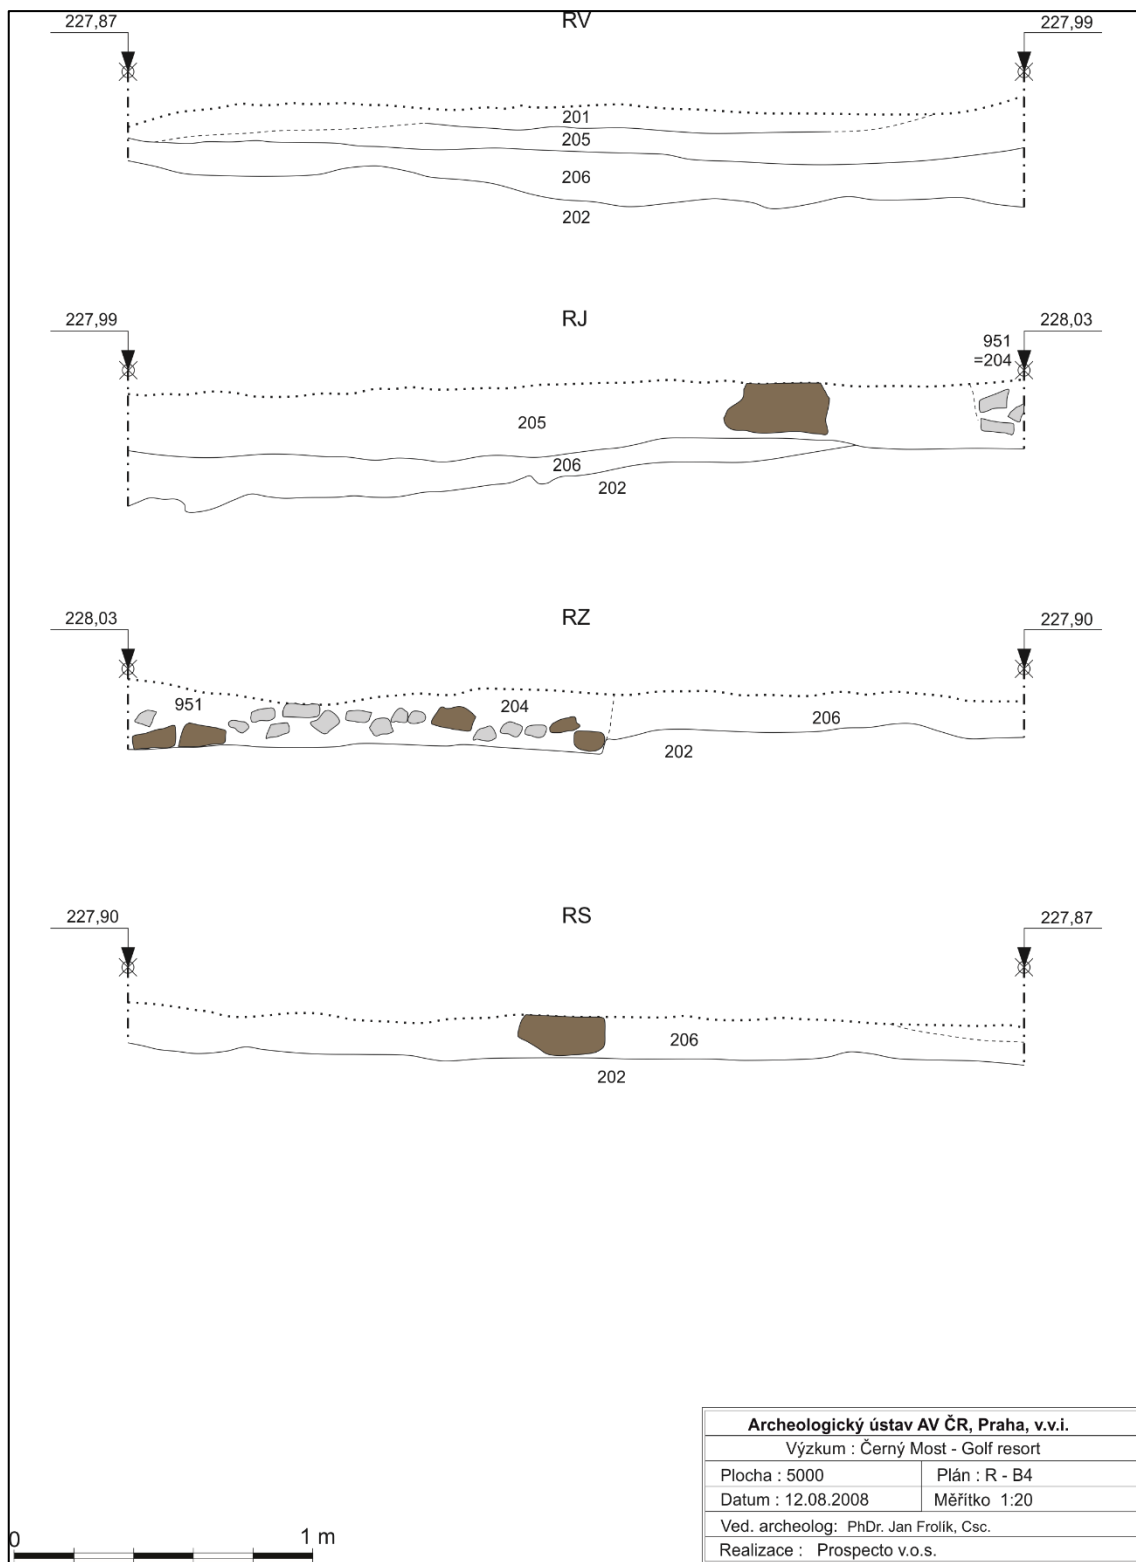 227,87 RV 227,99
201
205
206
202
227,99 RJ 228,03
951
=204
205
206
202
228,03 RZ 227,90
951 204
206
202
227,90 RS 227,87
206
202
Archeologický ústav AV ČR, Praha, v.v.i.
Výzkum : Černý Most - Golf resort
Plocha : 5000 Plán : R - B4
Datum : 12.08.2008 Měřítko 1:20
Ved. archeolog: PhDr. Jan Frolík, Csc.
Realizace : Prospecto v.o.s.
0 1 m